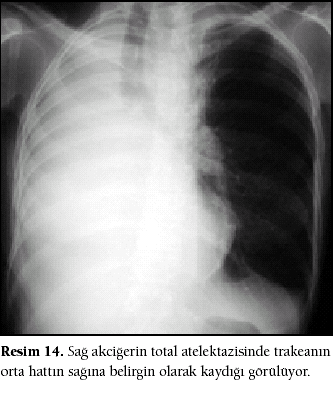 Resim 14. Sağ akciğerin total atelektazisinde trakeanın
orta hattın sağına belirgin olarak kaydığı görülüyor.